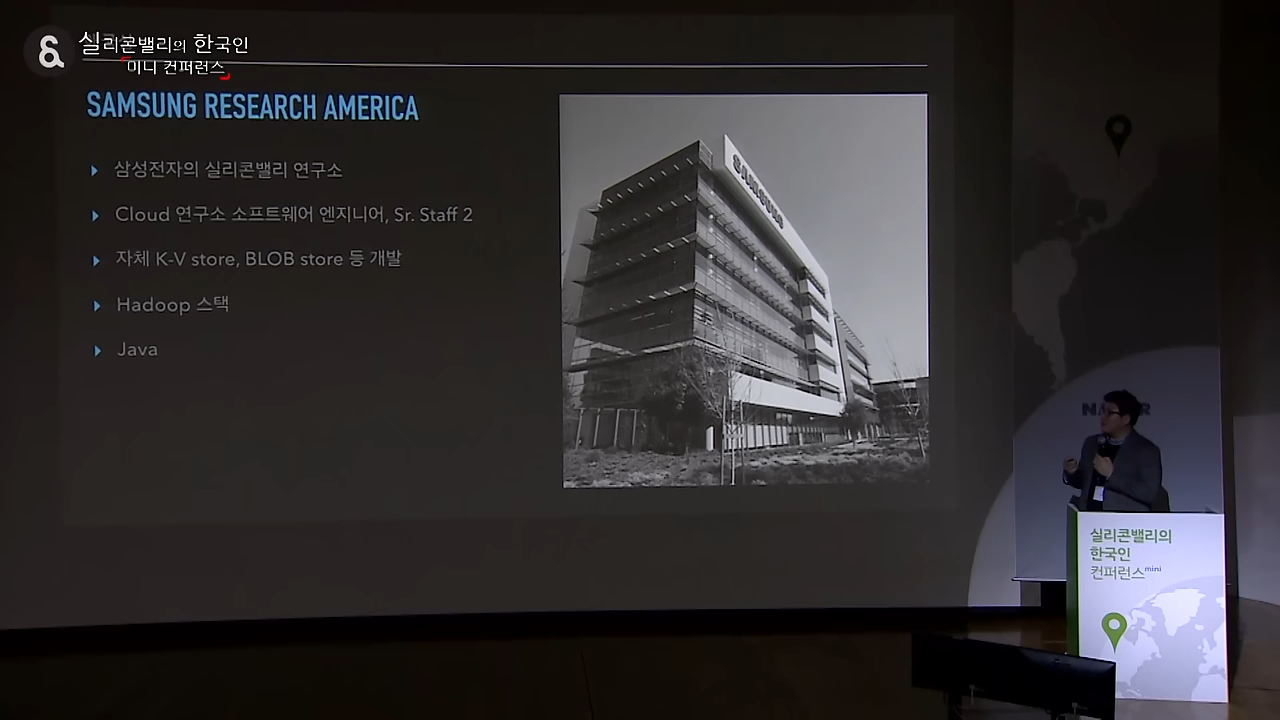 실리콘밸리의 한국인
미니 컨퍼런스
SAMSUNG RESEARCH AMERICA
삼성전자의 실리콘밸리 연구소
Cloud 연구소 소프트웨어 엔지니어, Sr. Staff 2
자체 K-V store, BLOB store 등 개발
Hadoop 스택
Java
SAMSUNG
실리콘밸리의
한국인
컨퍼런스mini